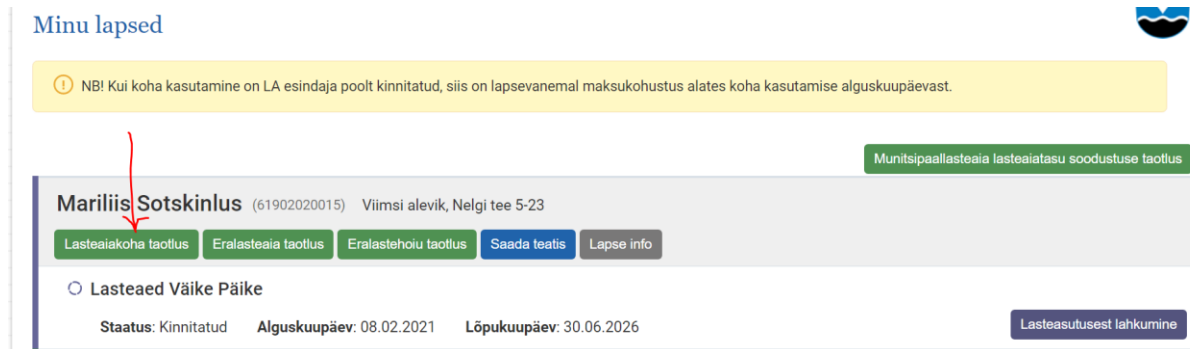 Minu lapsed
NB! Kui koha kasutamine on LA esindaja poolt kinnitatud, siis on lapsevanemal maksukohustus alates koha kasutamise alguskuupäevast.
Munitsipaallasteaia lasteaiatasu soodustuse taotlus
Mariliis Sotskinlus (61902020015) Viimsi alevik, Nelgi tee 5-23
Lasteaiakoha taotlus Eralasteaia taotlus Eralastehoiu taotlus Saada teatis Lapse info
Lasteaed Väike Päike
Staatus: Kinnitatud Alguskuupäev: 08.02.2021 Lõpukuupäev: 30.06.2026 Lasteasutusest lahkumine